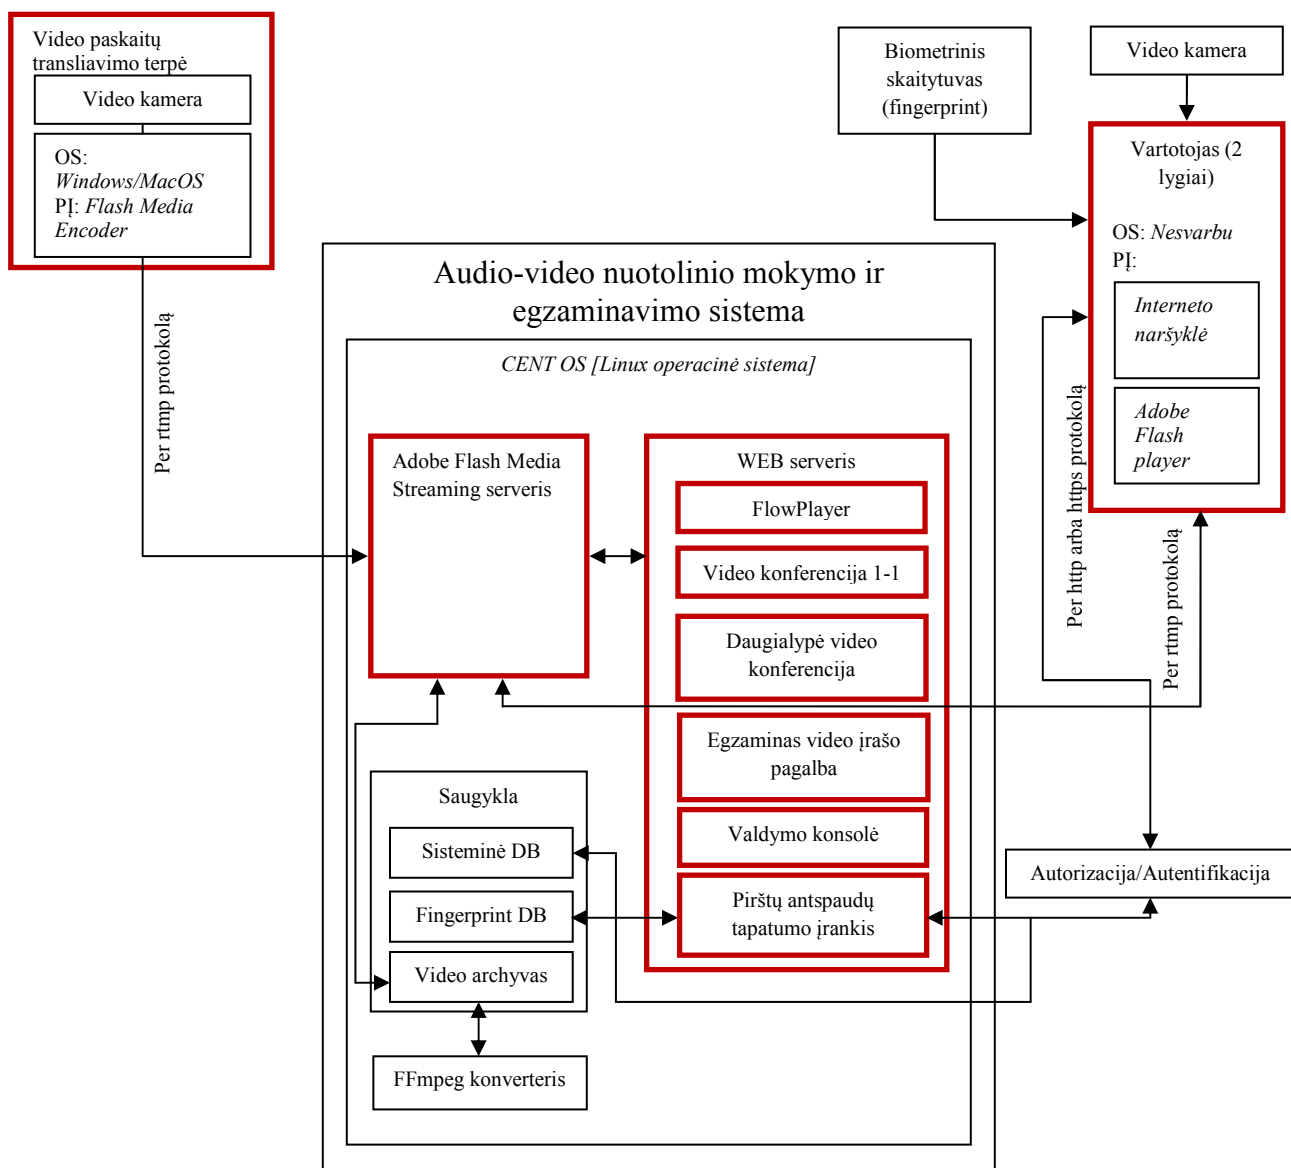 Video paskaitų
transliavimo terpė
Video kamera
OS:
Windows/MacOS
PĮ: Flash Media
Encoder
Per rtmp protokolą
Biometrinis
skaitytuvas
(fingerprint)
Video kamera
Vartotojas (2
lygiai)
OS: Nesvarbu
PĮ:
Interneto
naršyklė
Adobe
Flash
player
Per http arba https protokolą
Per rtmp protokolą
Audio-video nuotolinio mokymo ir
egzaminavimo sistema
CENT OS [Linux operacinė sistema]
Adobe Flash Media
Streaming serveris
WEB serveris
FlowPlayer
Video konferencija 1-1
Daugialypė video
konferencija
Egzaminas video įrašo
pagalba
Valdymo konsolė
Pirštų antspaudų
tapatumo įrankis
Saugykla
Sisteminė DB
Fingerprint DB
Video archyvas
FFmpeg konverteris
Autorizacija/Autentifikacija